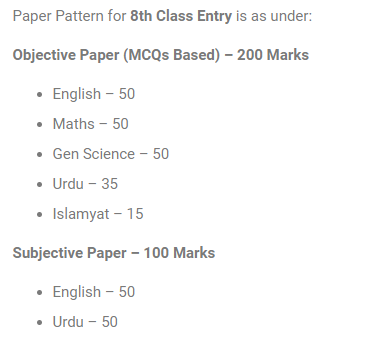 Paper Pattern for 8th Class Entry is as under:
Objective Paper (MCQs Based) – 200 Marks
• English – 50
• Maths – 50
• Gen Science – 50
• Urdu – 35
• Islamyat – 15
Subjective Paper – 100 Marks
• English – 50
• Urdu – 50